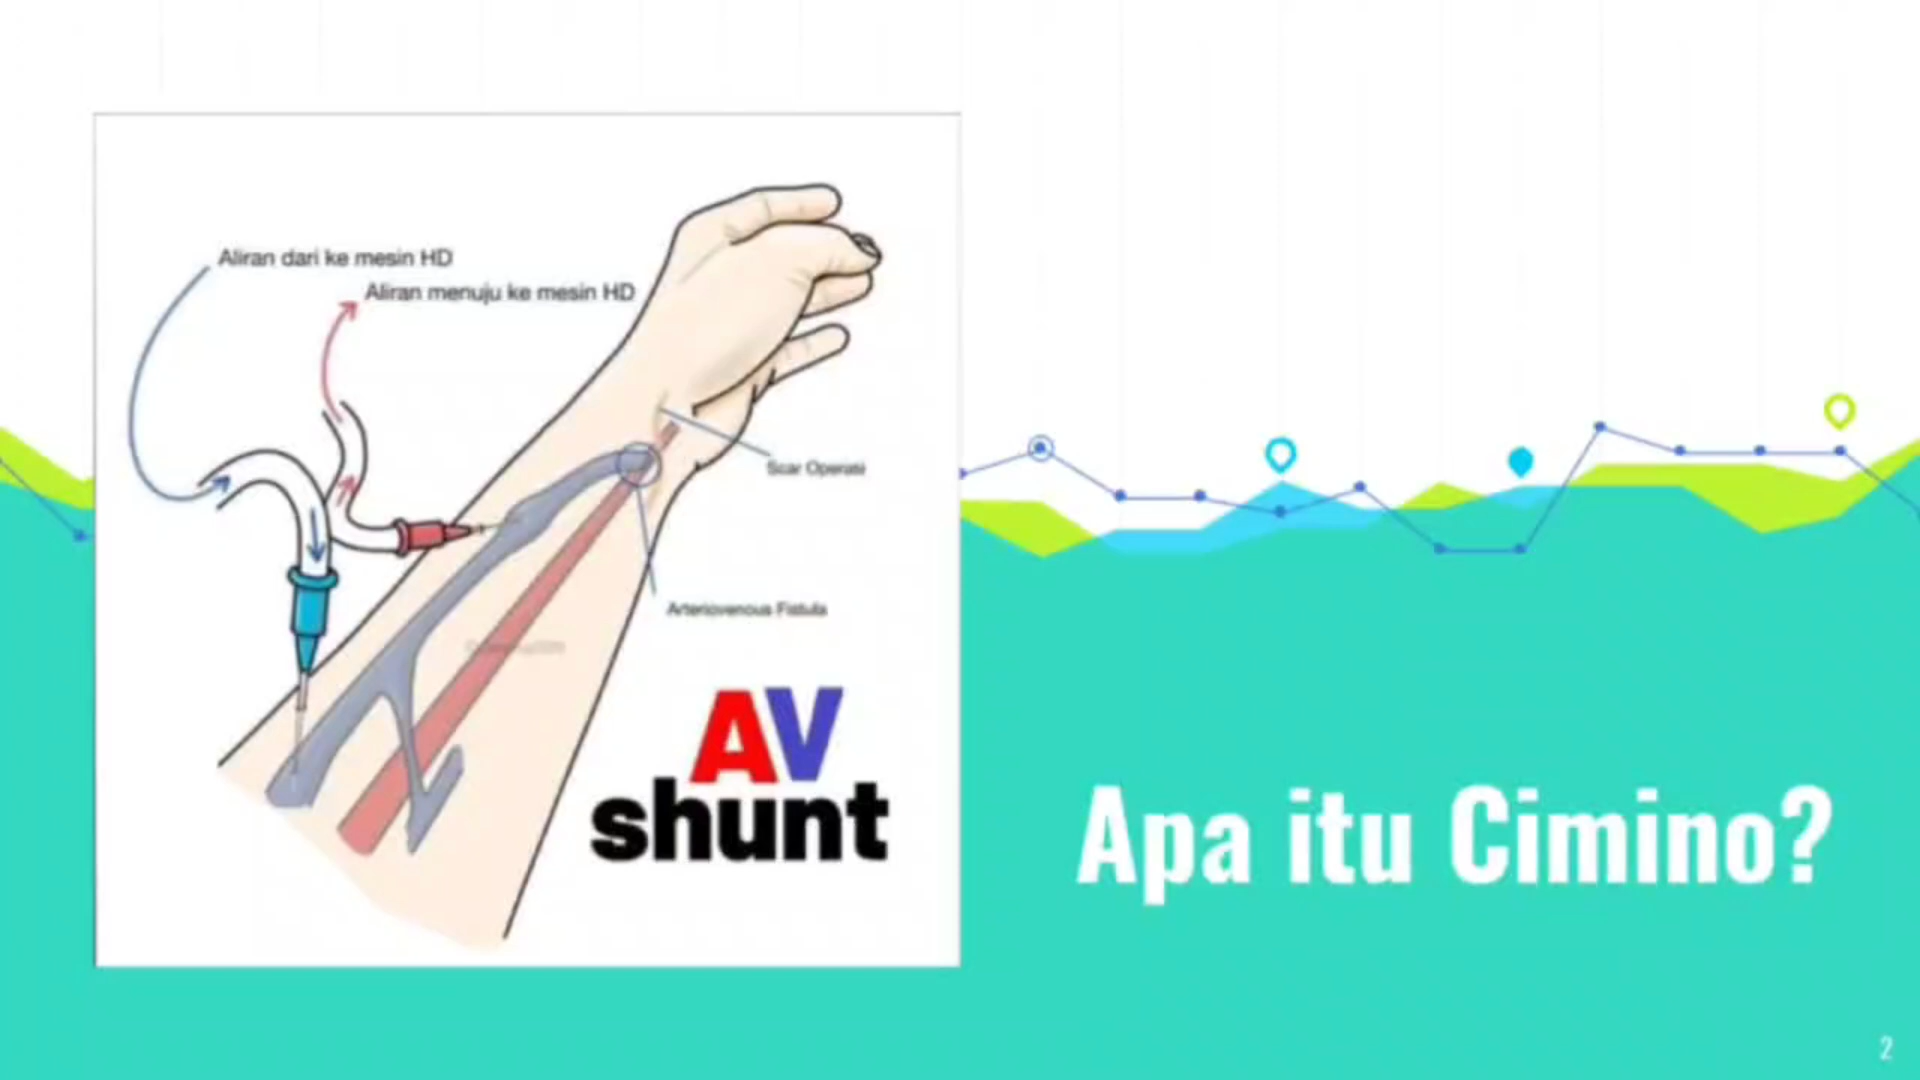 Aliran dari ke mesin HD
Aliran menuju ke mesin HD
Scar Operasi
Arteriovenous Fistula
AV
shunt
Apa itu Cimino?
2